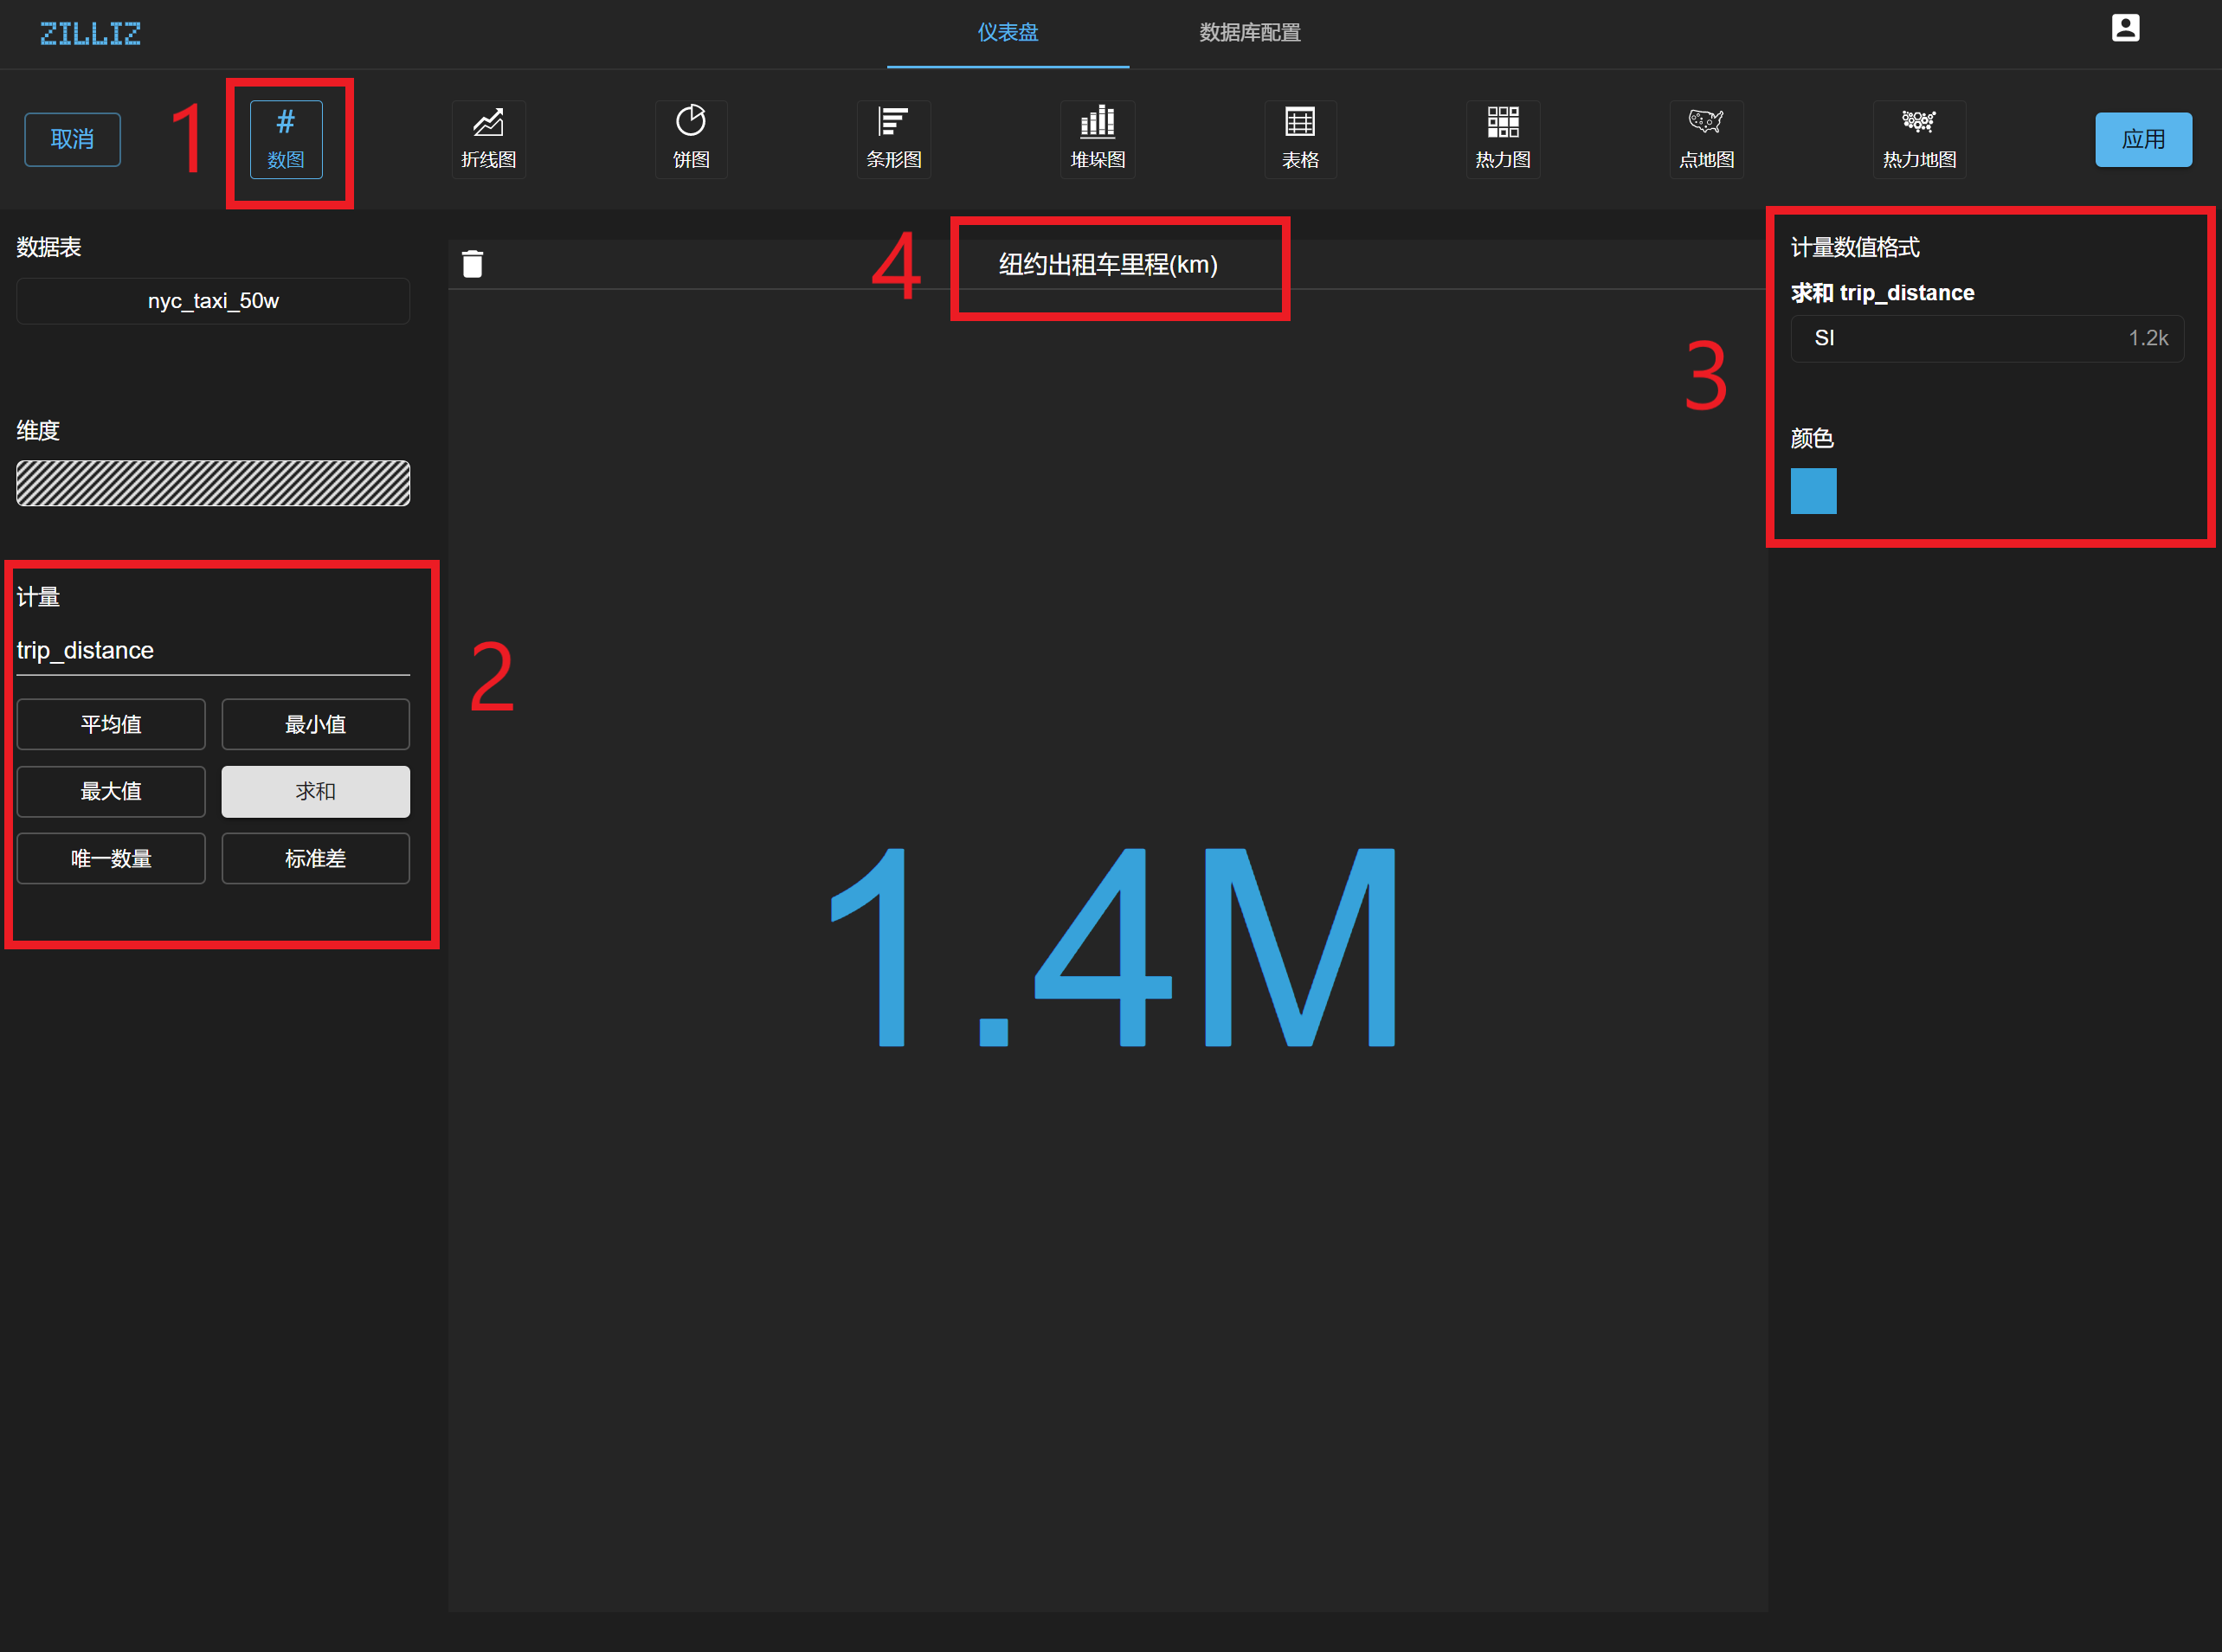 ZILLIZ
仪表盘
数据库配置
取消
1
#
数图
折线图
饼图
条形图
堆垛图
表格
热力图
点地图
热力地图
应用
数据表
nyc_taxi_50w
维度
计量
trip_distance
平均值
最小值
最大值
求和
唯一数量
标准差
2
4
纽约出租车里程(km)
1.4M
3
计量数值格式
求和 trip_distance
SI 1.2k
颜色